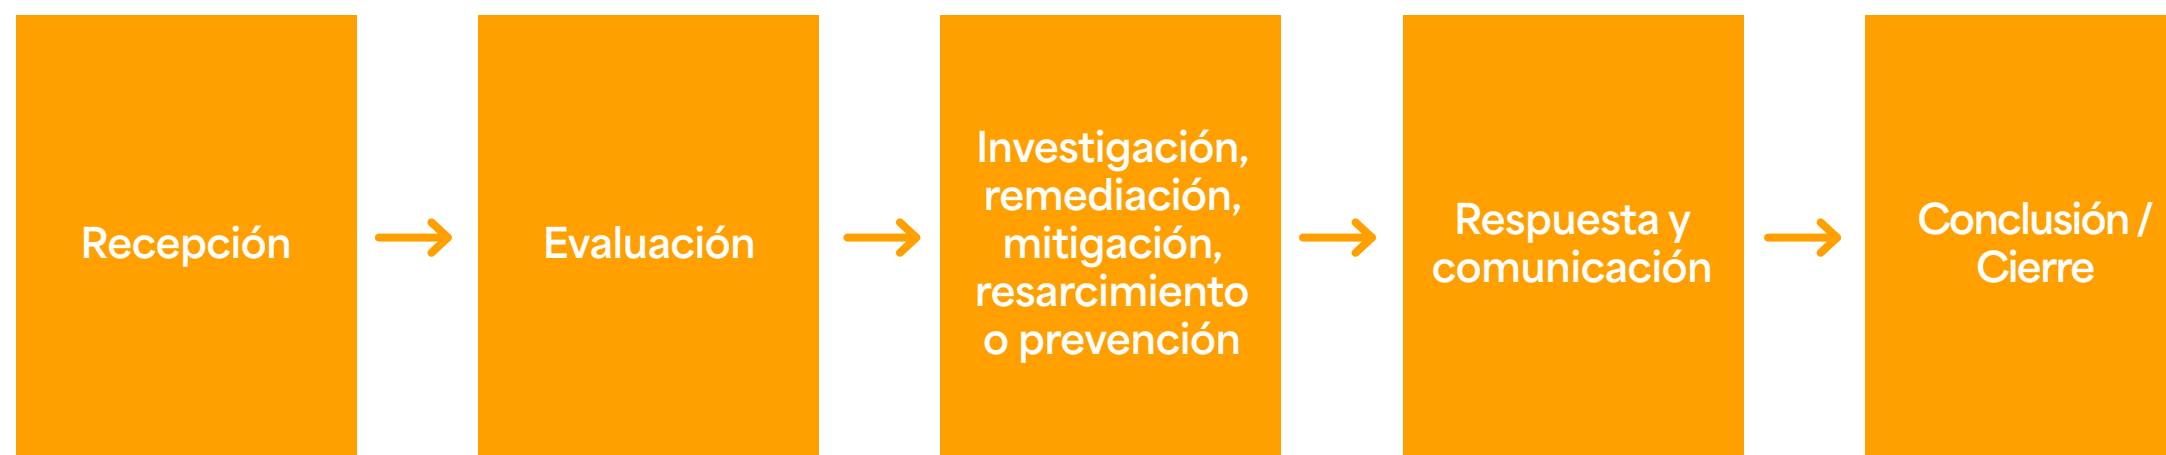 Recepción
Evaluación
Investigación,
remediación,
mitigación,
resarcimiento
o prevención
Respuesta y
comunicación
Conclusión /
Cierre